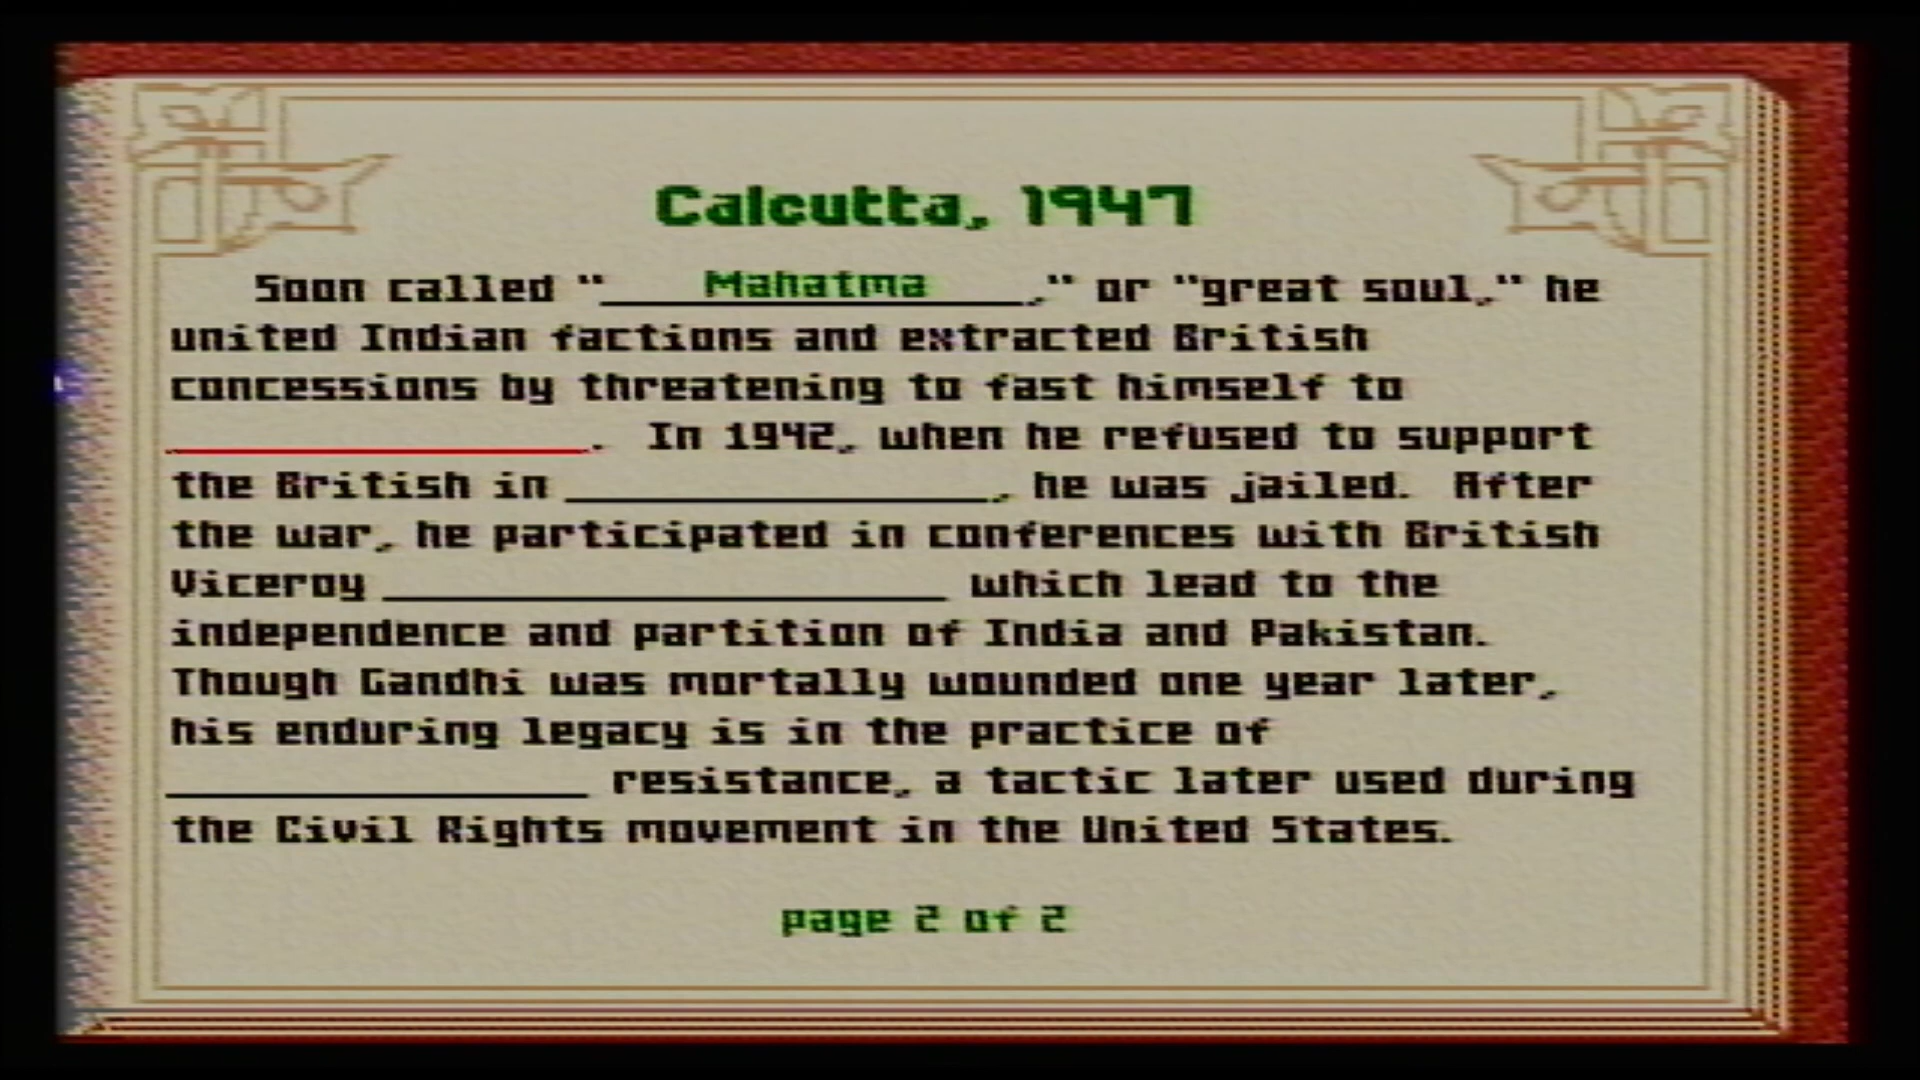 Calcutta, 1947
Soon called "Mahatma," or "great soul," he
united Indian factions and extracted British
concessions by threatening to fast himself to
____________. In 1942, when he refused to support
the British in ____________, he was jailed. After
the war, he participated in conferences with British
Viceroy ________________ which lead to the
independence and partition of India and Pakistan.
Though Gandhi was mortally wounded one year later,
his enduring legacy is in the practice of
____________ resistance, a tactic later used during
the Civil Rights movement in the United States.
page 2 of 2